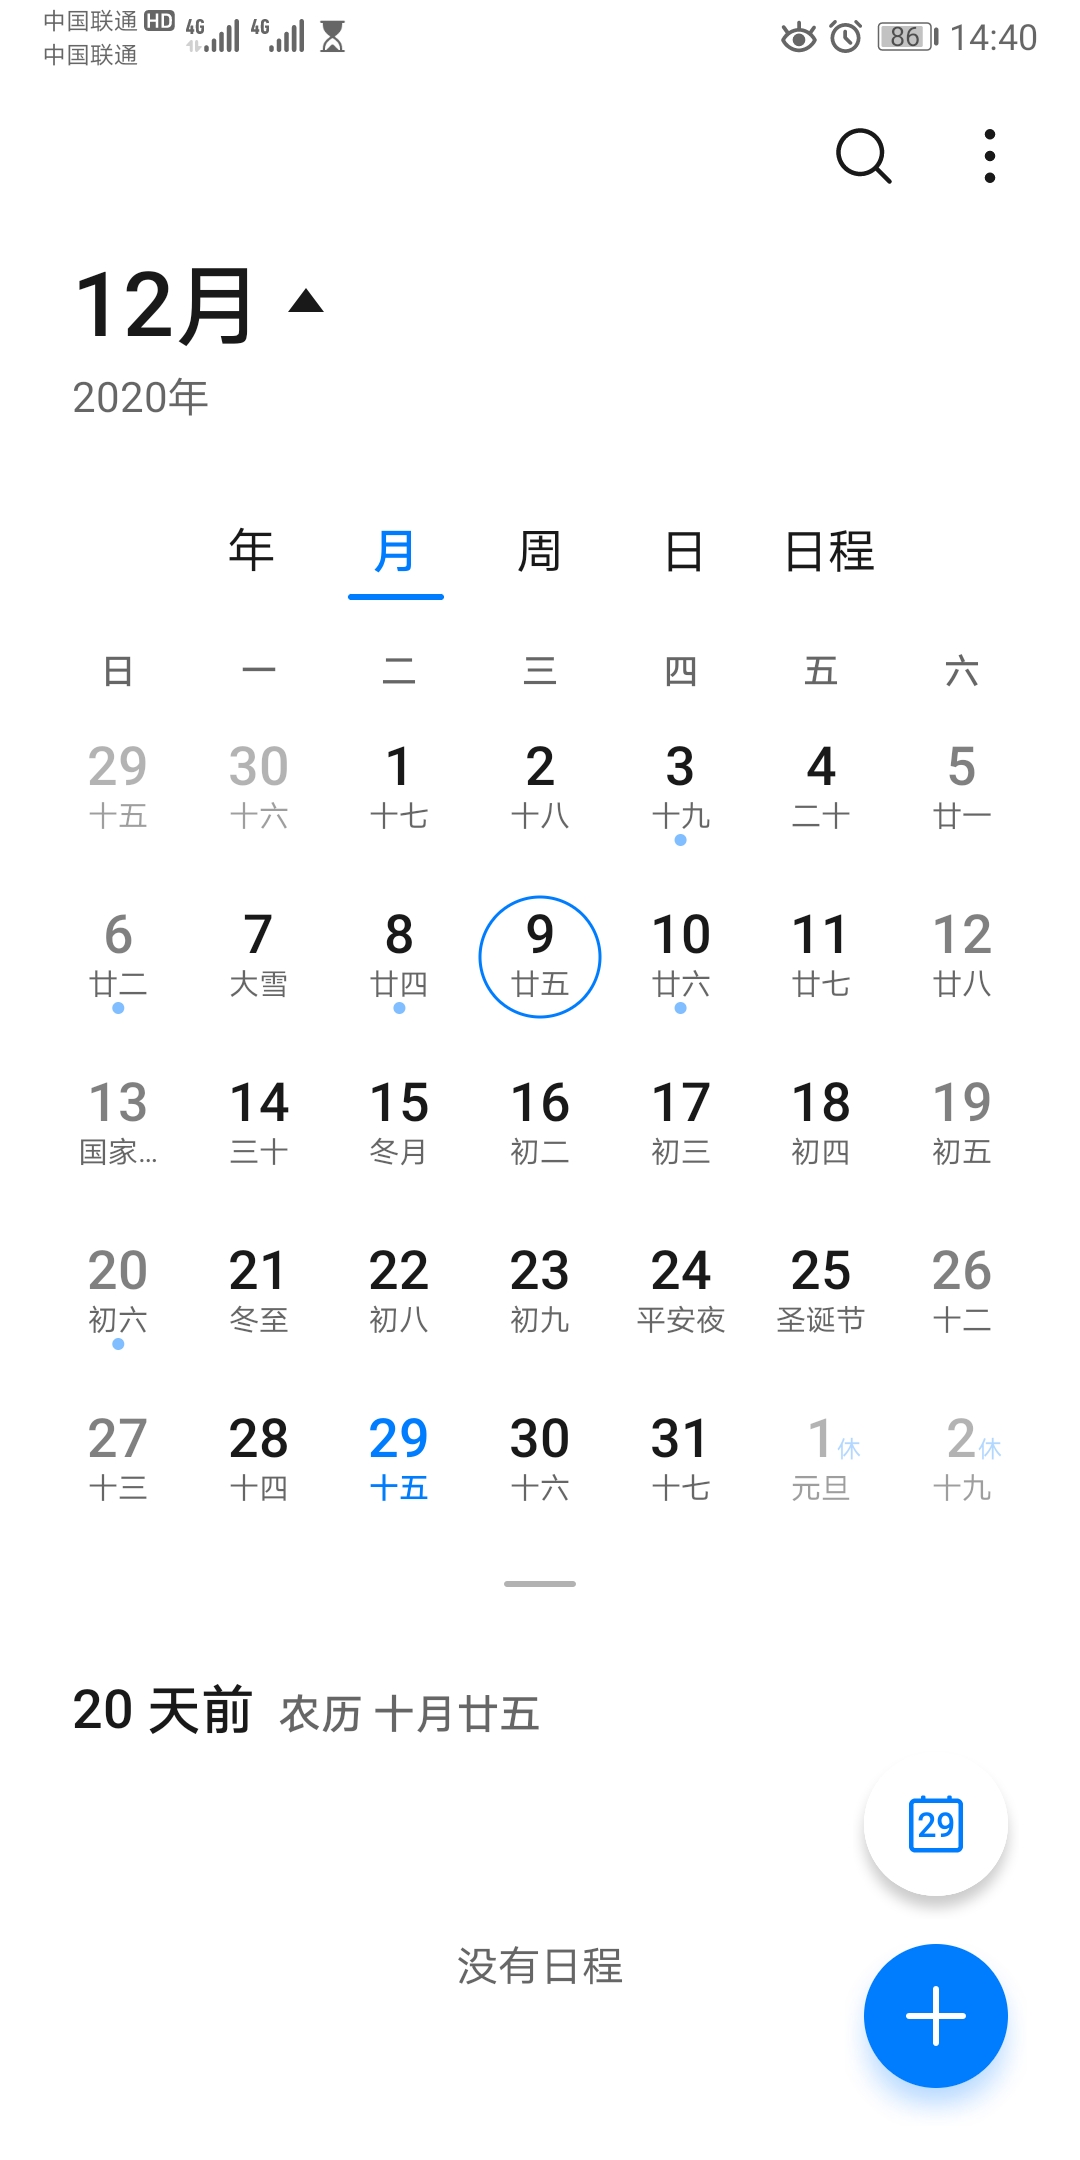 中国联通 HD 4G 4G 86 14:40
中国联通
12月
2020年
年 月 周 日 日程
日 一 二 三 四 五 六
29 30 1 2 3 4 5
十五 十六 十七 十八 十九 二十 廿一
6 7 8 9 10 11 12
廿二 大雪 廿四 廿五 廿六 廿七 廿八
13 14 15 16 17 18 19
国家... 三十 冬月 初二 初三 初四 初五
20 21 22 23 24 25 26
初六 冬至 初八 初九 平安夜 圣诞节 十二
27 28 29 30 31 1休 2休
十三 十四 十五 十六 十七 元旦 十九
20 天前 农历 十月廿五
29
没有日程